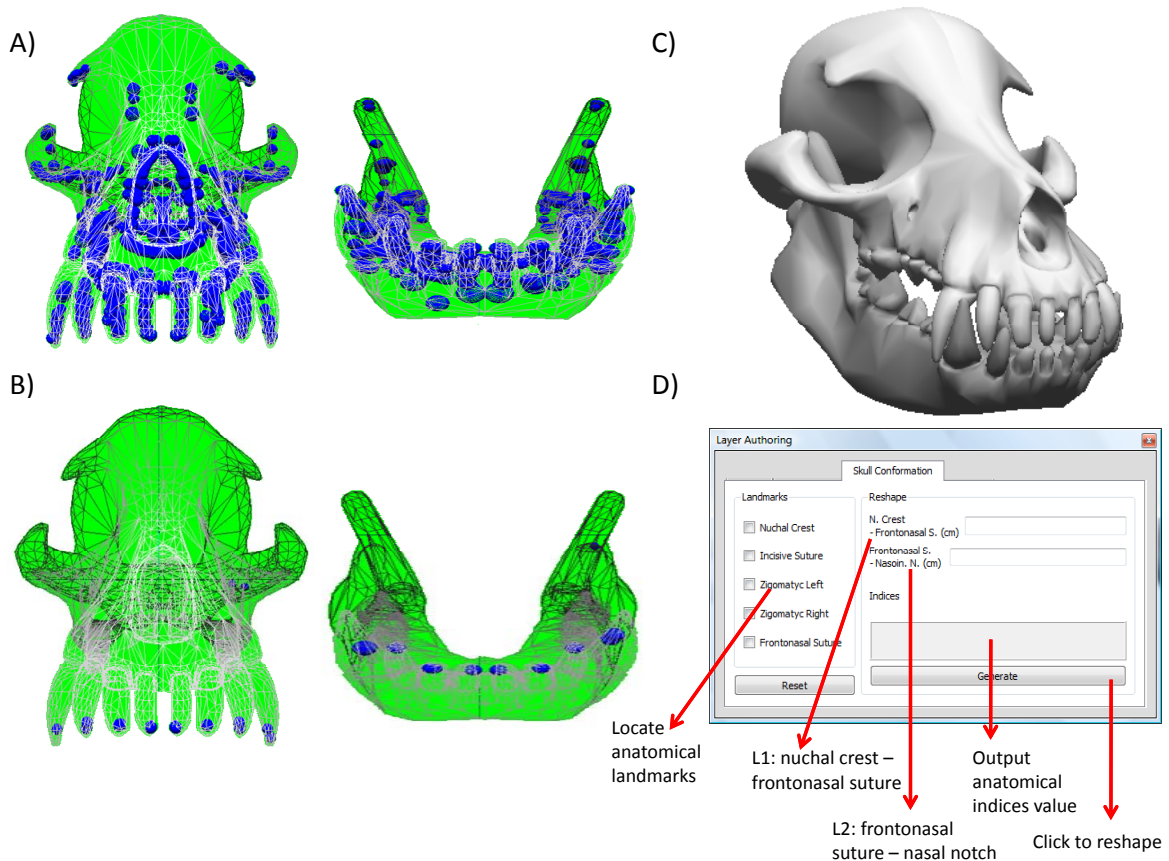 A)
B)
C)
D)
Layer Authoring
Skull Conformation
Landmarks
Nuchal Crest
Incisive Suture
Zigomatyc Left
Zigomatyc Right
Frontonasal Suture
Reset
Reshape
N. Crest
- Frontonasal S. (cm)
Frontonasal S.
- Nasoin. N. (cm)
Indices
Generate
Locate
anatomical
landmarks
L1: nuchal crest –
frontonasal suture
L2: frontonasal
suture – nasal notch
Output
anatomical
indices value
Click to reshape